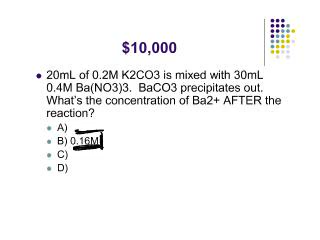 $10,000
20mL of 0.2M K2CO3 is mixed with 30mL
0.4M Ba(NO3)3. BaCO3 precipitates out.
What's the concentration of Ba2+ AFTER the
reaction?
A)
B) 0.16M
C)
D)